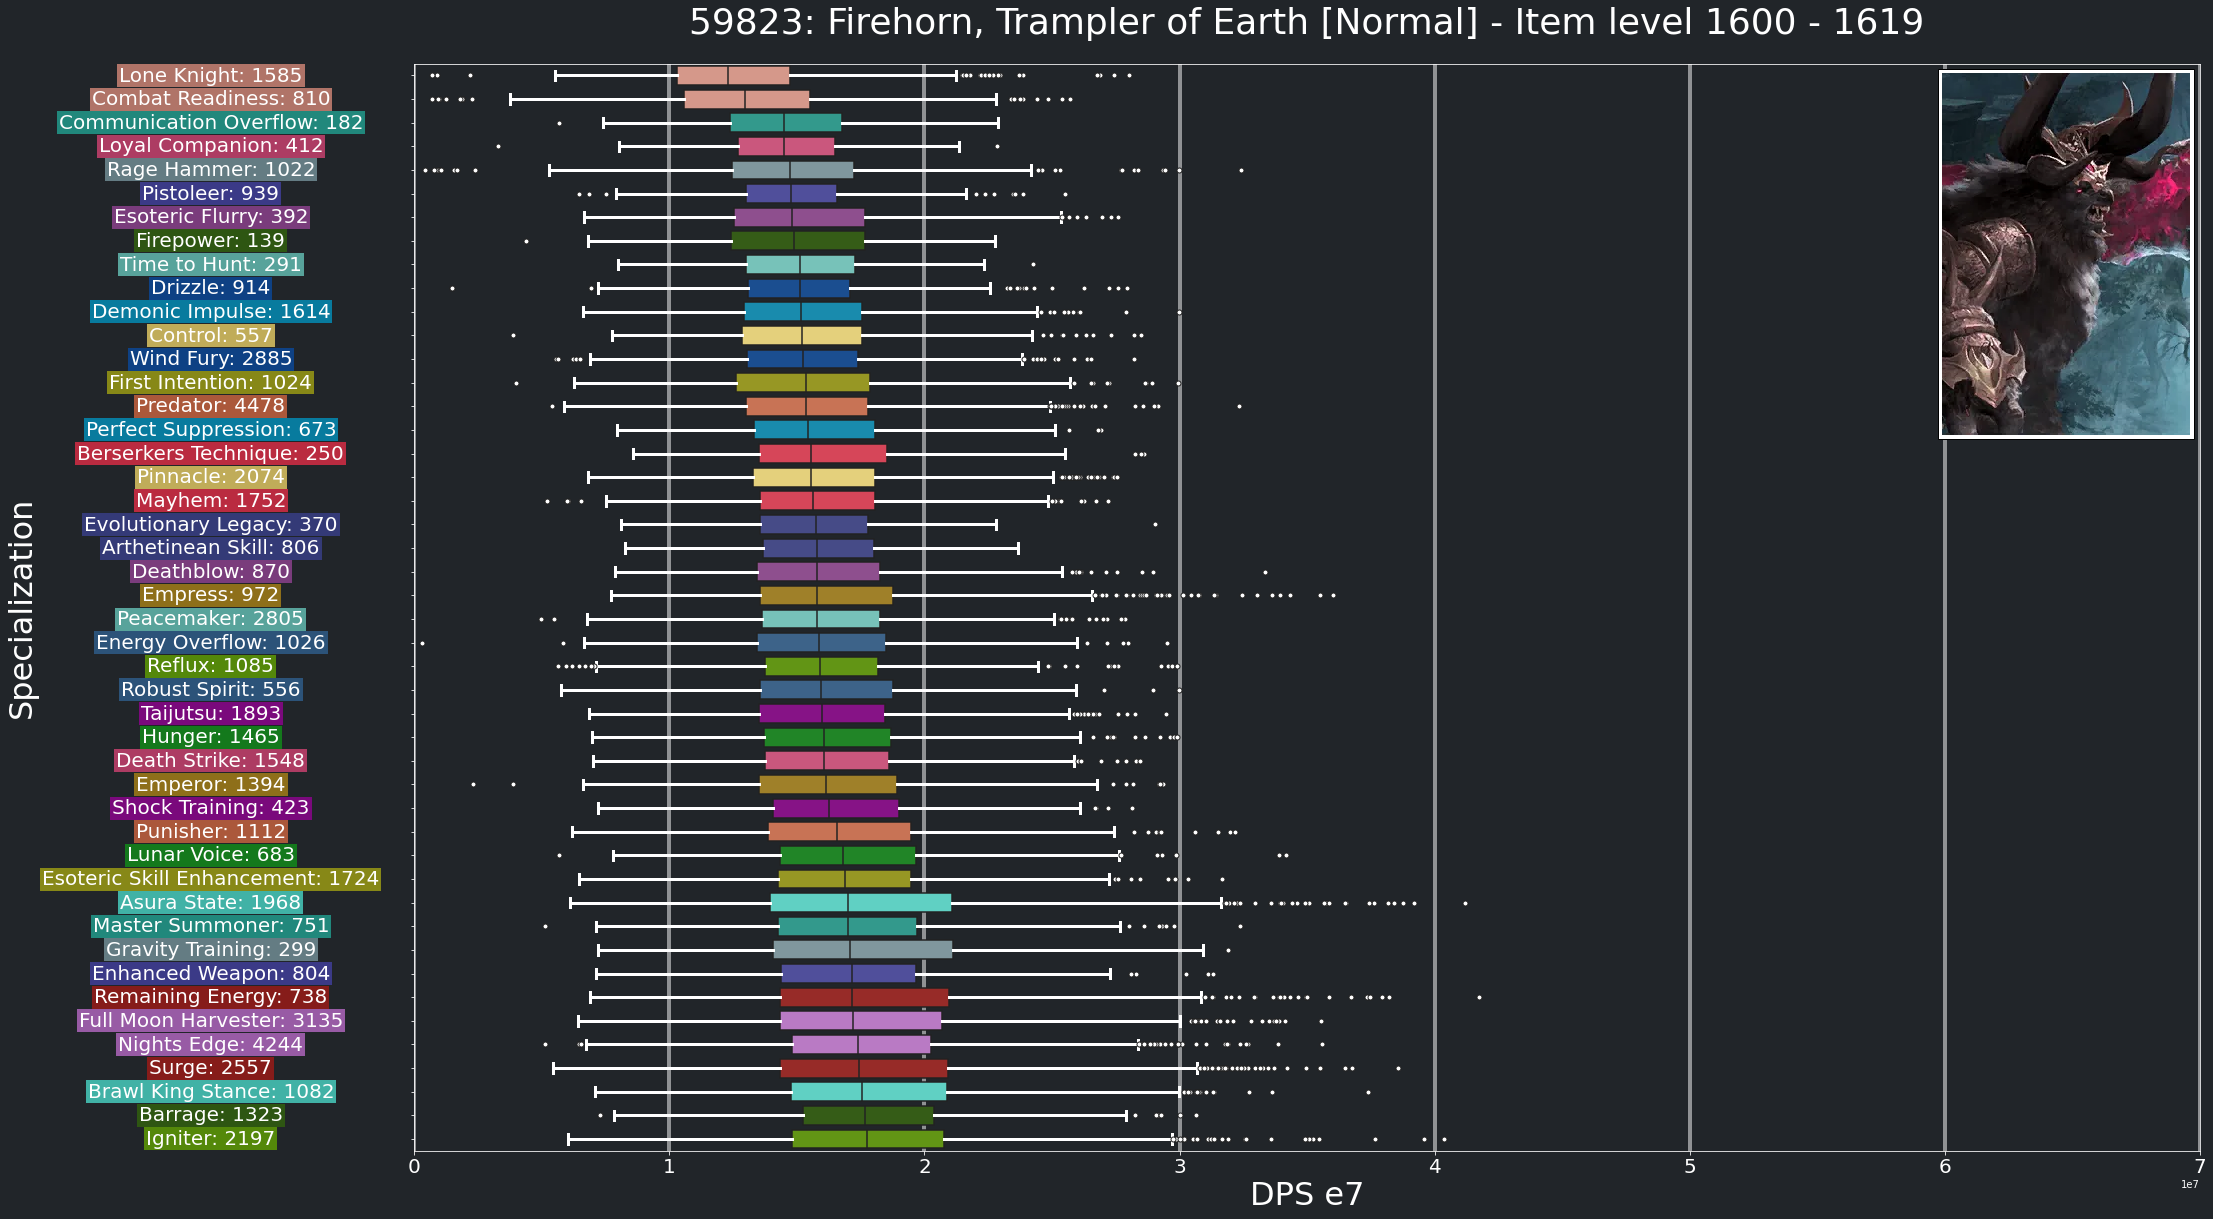 59823: Firehorn, Trampler of Earth [Normal] - Item level 1600 - 1619
Lone Knight: 1585
Combat Readiness: 810
Communication Overflow: 182
Loyal Companion: 412
Rage Hammer: 1022
Pistoleer: 939
Esoteric Flurry: 392
Firepower: 139
Time to Hunt: 291
Drizzle: 914
Demonic Impulse: 1614
Control: 557
Wind Fury: 2885
First Intention: 1024
Predator: 4478
Perfect Suppression: 673
Berserkers Technique: 250
Pinnacle: 2074
Mayhem: 1752
Evolutionary Legacy: 370
Arthetinean Skill: 806
Deathblow: 870
Empress: 972
Peacemaker: 2805
Energy Overflow: 1026
Reflux: 1085
Robust Spirit: 556
Taijutsu: 1893
Hunger: 1465
Death Strike: 1548
Emperor: 1394
Shock Training: 423
Punisher: 1112
Lunar Voice: 683
Esoteric Skill Enhancement: 1724
Asura State: 1968
Master Summoner: 751
Gravity Training: 299
Enhanced Weapon: 804
Remaining Energy: 738
Full Moon Harvester: 3135
Nights Edge: 4244
Surge: 2557
Brawl King Stance: 1082
Barrage: 1323
Igniter: 2197
Specialization
0 1 2 3 4 5 6 7
1e7
DPS e7